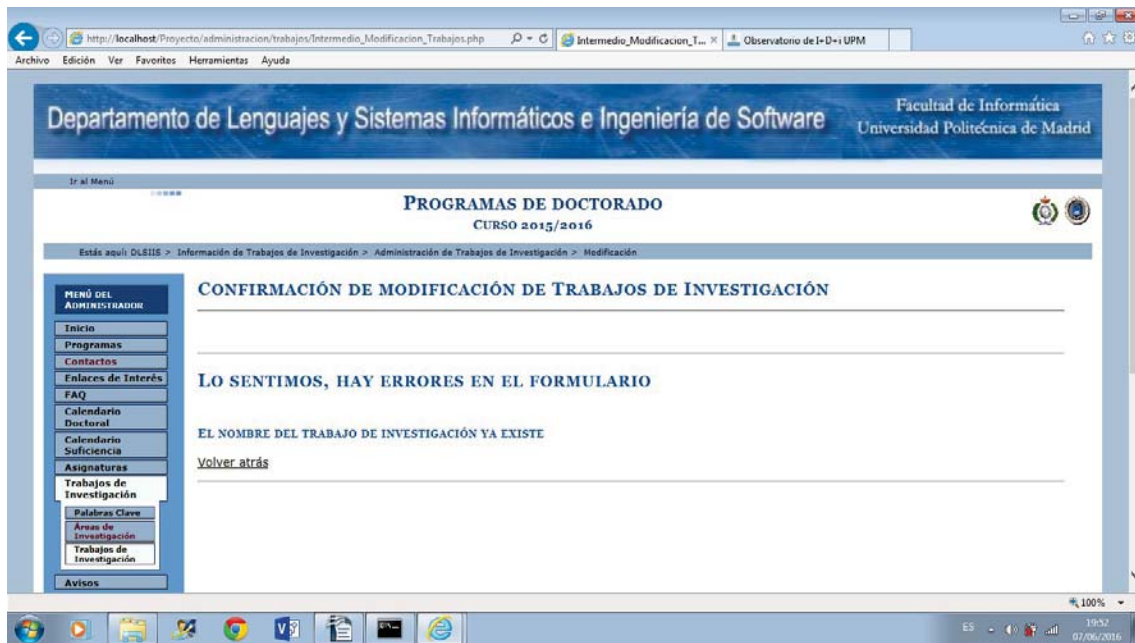 http://localhost/Proyecto/administracion/trabajos/Intermedio_Modificacion_Trabajos.php
Intermedio_Modificacion_T...
Observatorio de I+D+i UPM
Archivo Edición Ver Favoritos Herramientas Ayuda
Departamento de Lenguajes y Sistemas Informáticos e Ingeniería de Software
Facultad de Informática
Universidad Politécnica de Madrid
Ir al Menú
PROGRAMAS DE DOCTORADO
CURSO 2015/2016
Estás aquí: DLSIIS > Información de Trabajos de Investigación > Administración de Trabajos de Investigación > Modificación
MENÚ DEL
ADMINISTRADOR
Inicio
Programas
Contactos
Enlaces de Interés
FAQ
Calendario
Doctoral
Calendario
Suficiencia
Asignaturas
Trabajos de
Investigación
Palabras Clave
Áreas de
Investigación
Trabajos de
Investigación
Avisos
CONFIRMACIÓN DE MODIFICACIÓN DE TRABAJOS DE INVESTIGACIÓN
LO SENTIMOS, HAY ERRORES EN EL FORMULARIO
EL NOMBRE DEL TRABAJO DE INVESTIGACIÓN YA EXISTE
Volver atrás
100%
ES
19:52
07/06/2016